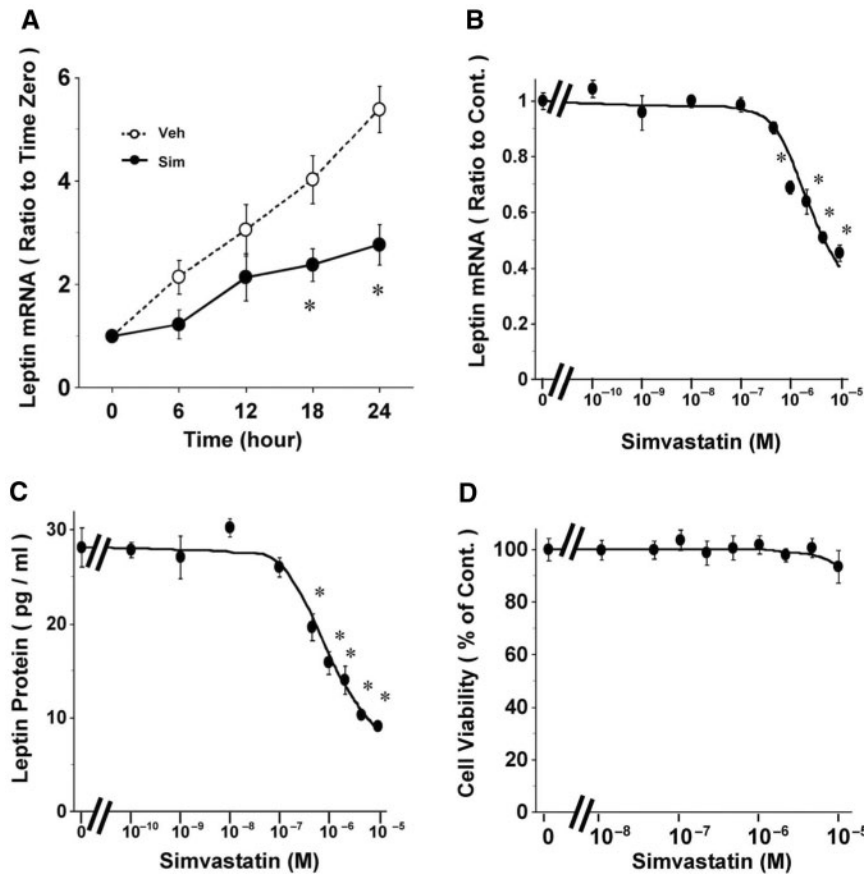 A
Leptin mRNA ( Ratio to Time Zero )
6
4
2
0
Veh
Sim
*
*
0 6 12 18 24
Time (hour)
B
Leptin mRNA ( Ratio to Cont. )
1
0.8
0.6
0.4
0.2
0
*
*
*
*
0 10⁻¹⁰ 10⁻⁹ 10⁻⁸ 10⁻⁷ 10⁻⁶ 10⁻⁵
Simvastatin (M)
C
Leptin Protein ( pg / ml )
30
20
10
0
*
*
*
*
*
0 10⁻¹⁰ 10⁻⁹ 10⁻⁸ 10⁻⁷ 10⁻⁶ 10⁻⁵
Simvastatin (M)
D
Cell Viability ( % of Cont. )
100
80
60
40
20
0
0 10⁻⁸ 10⁻⁷ 10⁻⁶ 10⁻⁵
Simvastatin (M)